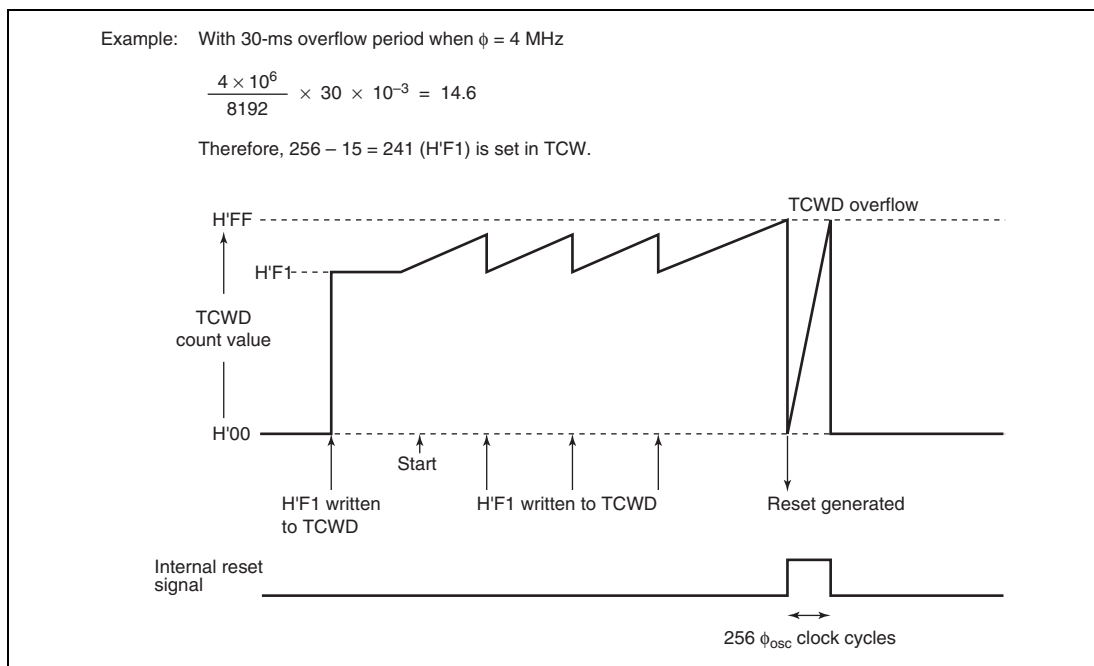 Example: With 30-ms overflow period when ϕ = 4 MHz
4 × 10⁶
8192
× 30 × 10⁻³ = 14.6
Therefore, 256 – 15 = 241 (H'F1) is set in TCW.
TCWD overflow
H'FF
H'F1
TCWD
count value
H'00
Start
H'F1 written
to TCWD
H'F1 written to TCWD
Reset generated
Internal reset
signal
256 ϕosc clock cycles